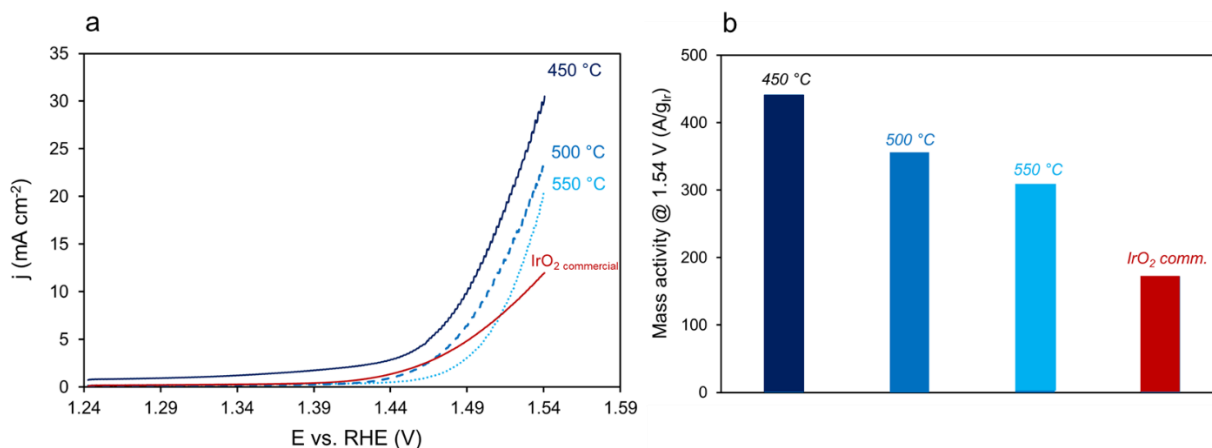 a
35
30
25
20
15
10
5
0
j (mA cm⁻²)
450 °C
500 °C
550 °C
IrO₂ commercial
1.24 1.29 1.34 1.39 1.44 1.49 1.54 1.59
E vs. RHE (V)
b
500
400
300
200
100
0
Mass activity @ 1.54 V (A/gIr)
450 °C
500 °C
550 °C
IrO₂ comm.